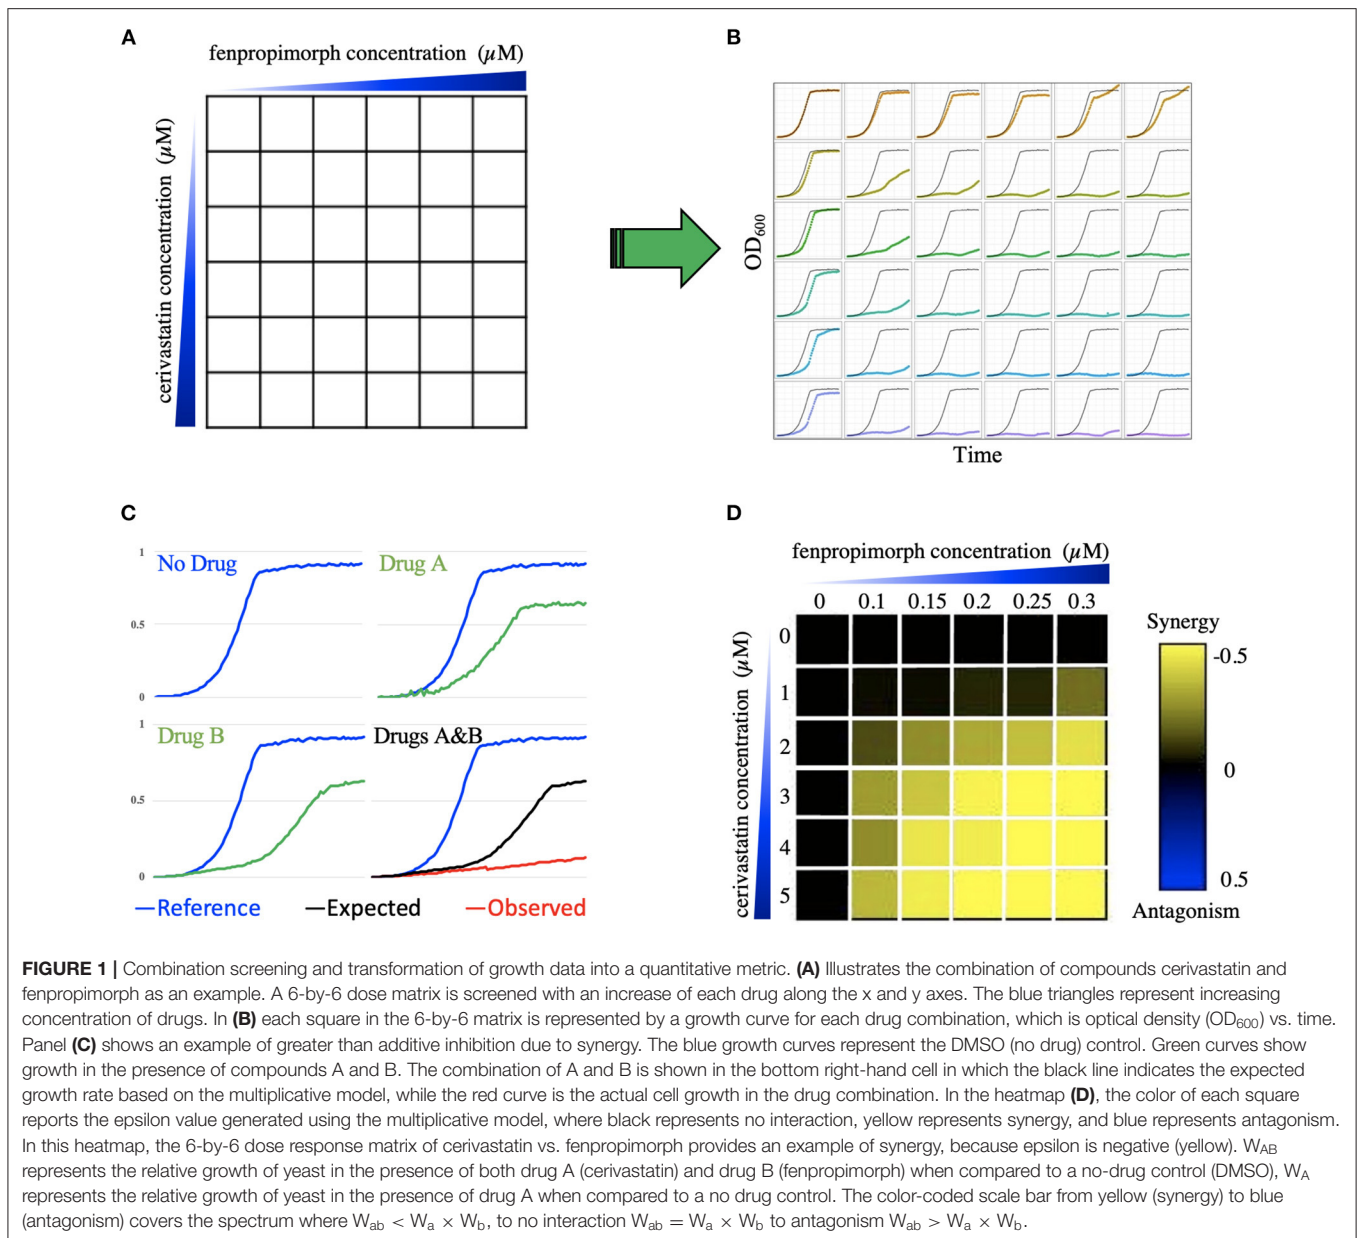 A
fenpropimorph concentration (µM)
cerivastatin concentration (µM)
B
OD600
Time
C
1
No Drug
Drug A
0.5
0
1
Drug B
Drugs A&B
0.5
0
—Reference —Expected —Observed
D
fenpropimorph concentration (µM)
0 0.1 0.15 0.2 0.25 0.3
cerivastatin concentration (µM)
0
1
2
3
4
5
Synergy
-0.5
0
0.5
Antagonism
FIGURE 1 | Combination screening and transformation of growth data into a quantitative metric. (A) Illustrates the combination of compounds cerivastatin and
fenpropimorph as an example. A 6-by-6 dose matrix is screened with an increase of each drug along the x and y axes. The blue triangles represent increasing
concentration of drugs. In (B) each square in the 6-by-6 matrix is represented by a growth curve for each drug combination, which is optical density (OD600) vs. time.
Panel (C) shows an example of greater than additive inhibition due to synergy. The blue growth curves represent the DMSO (no drug) control. Green curves show
growth in the presence of compounds A and B. The combination of A and B is shown in the bottom right-hand cell in which the black line indicates the expected
growth rate based on the multiplicative model, while the red curve is the actual cell growth in the drug combination. In the heatmap (D), the color of each square
reports the epsilon value generated using the multiplicative model, where black represents no interaction, yellow represents synergy, and blue represents antagonism.
In this heatmap, the 6-by-6 dose response matrix of cerivastatin vs. fenpropimorph provides an example of synergy, because epsilon is negative (yellow). WAB
represents the relative growth of yeast in the presence of both drug A (cerivastatin) and drug B (fenpropimorph) when compared to a no-drug control (DMSO), WA
represents the relative growth of yeast in the presence of drug A when compared to a no drug control. The color-coded scale bar from yellow (synergy) to blue
(antagonism) covers the spectrum where Wab < Wa × Wb, to no interaction Wab = Wa × Wb to antagonism Wab > Wa × Wb.